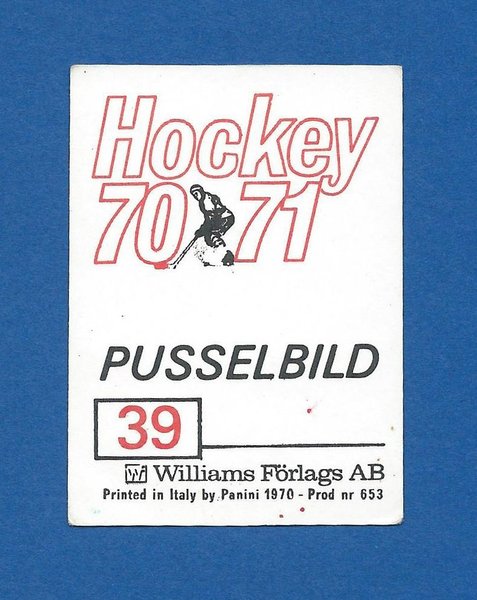 Hockey
70 71
PUSSELBILD
39
W Williams Förlags AB
Printed in Italy by Panini 1970 - Prod nr 653